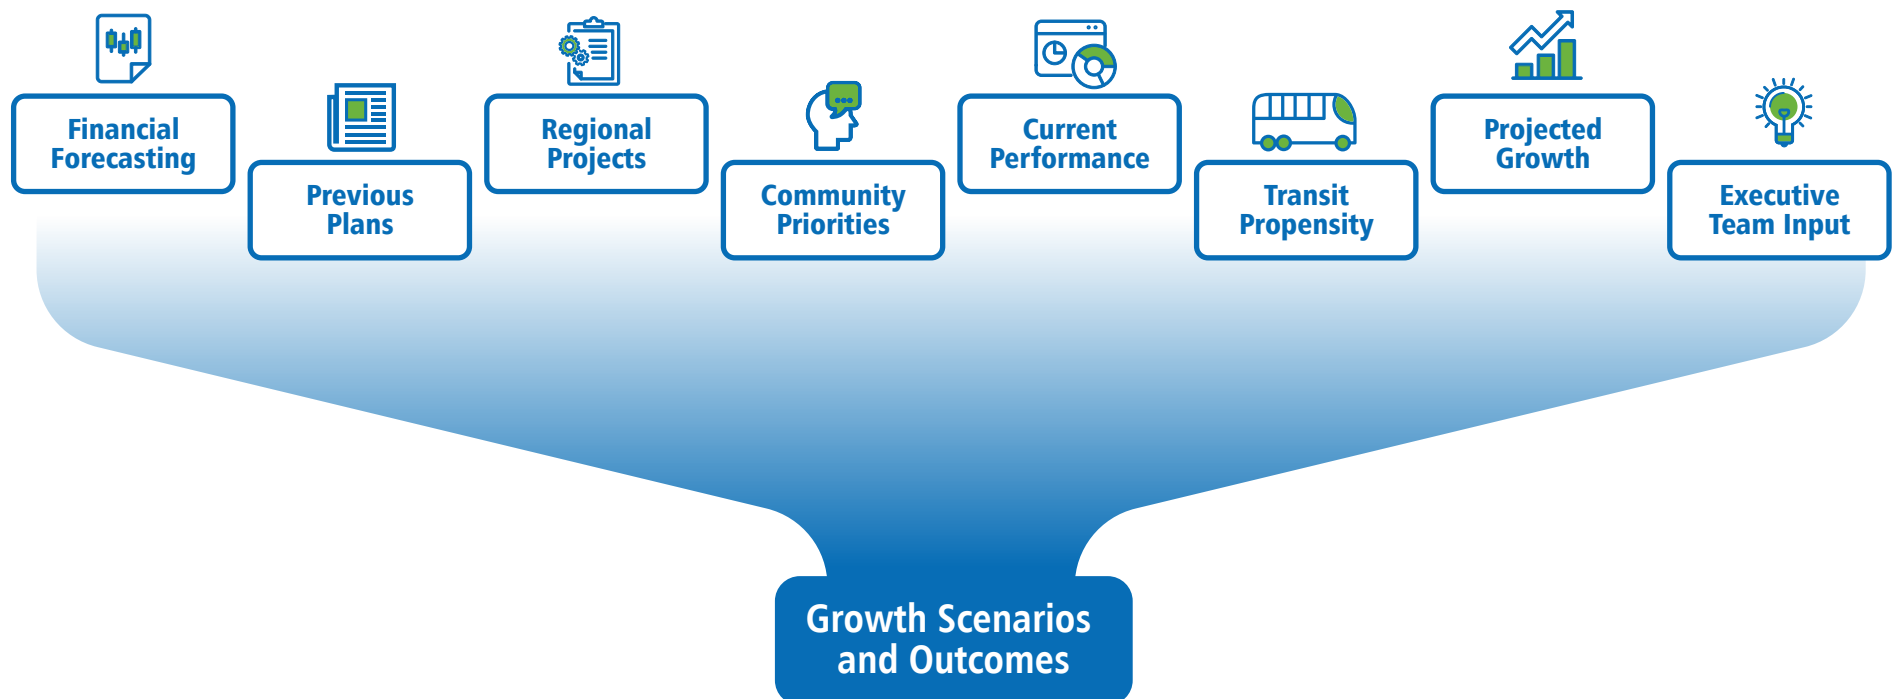 Financial
Forecasting
Previous
Plans
Regional
Projects
Community
Priorities
Current
Performance
Transit
Propensity
Projected
Growth
Executive
Team Input
Growth Scenarios
and Outcomes